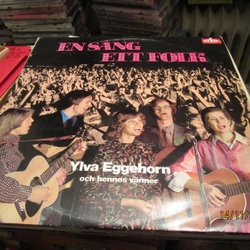 EN SÅNG
ETT FOLK
Ylva Eggehorn
och hennes vänner